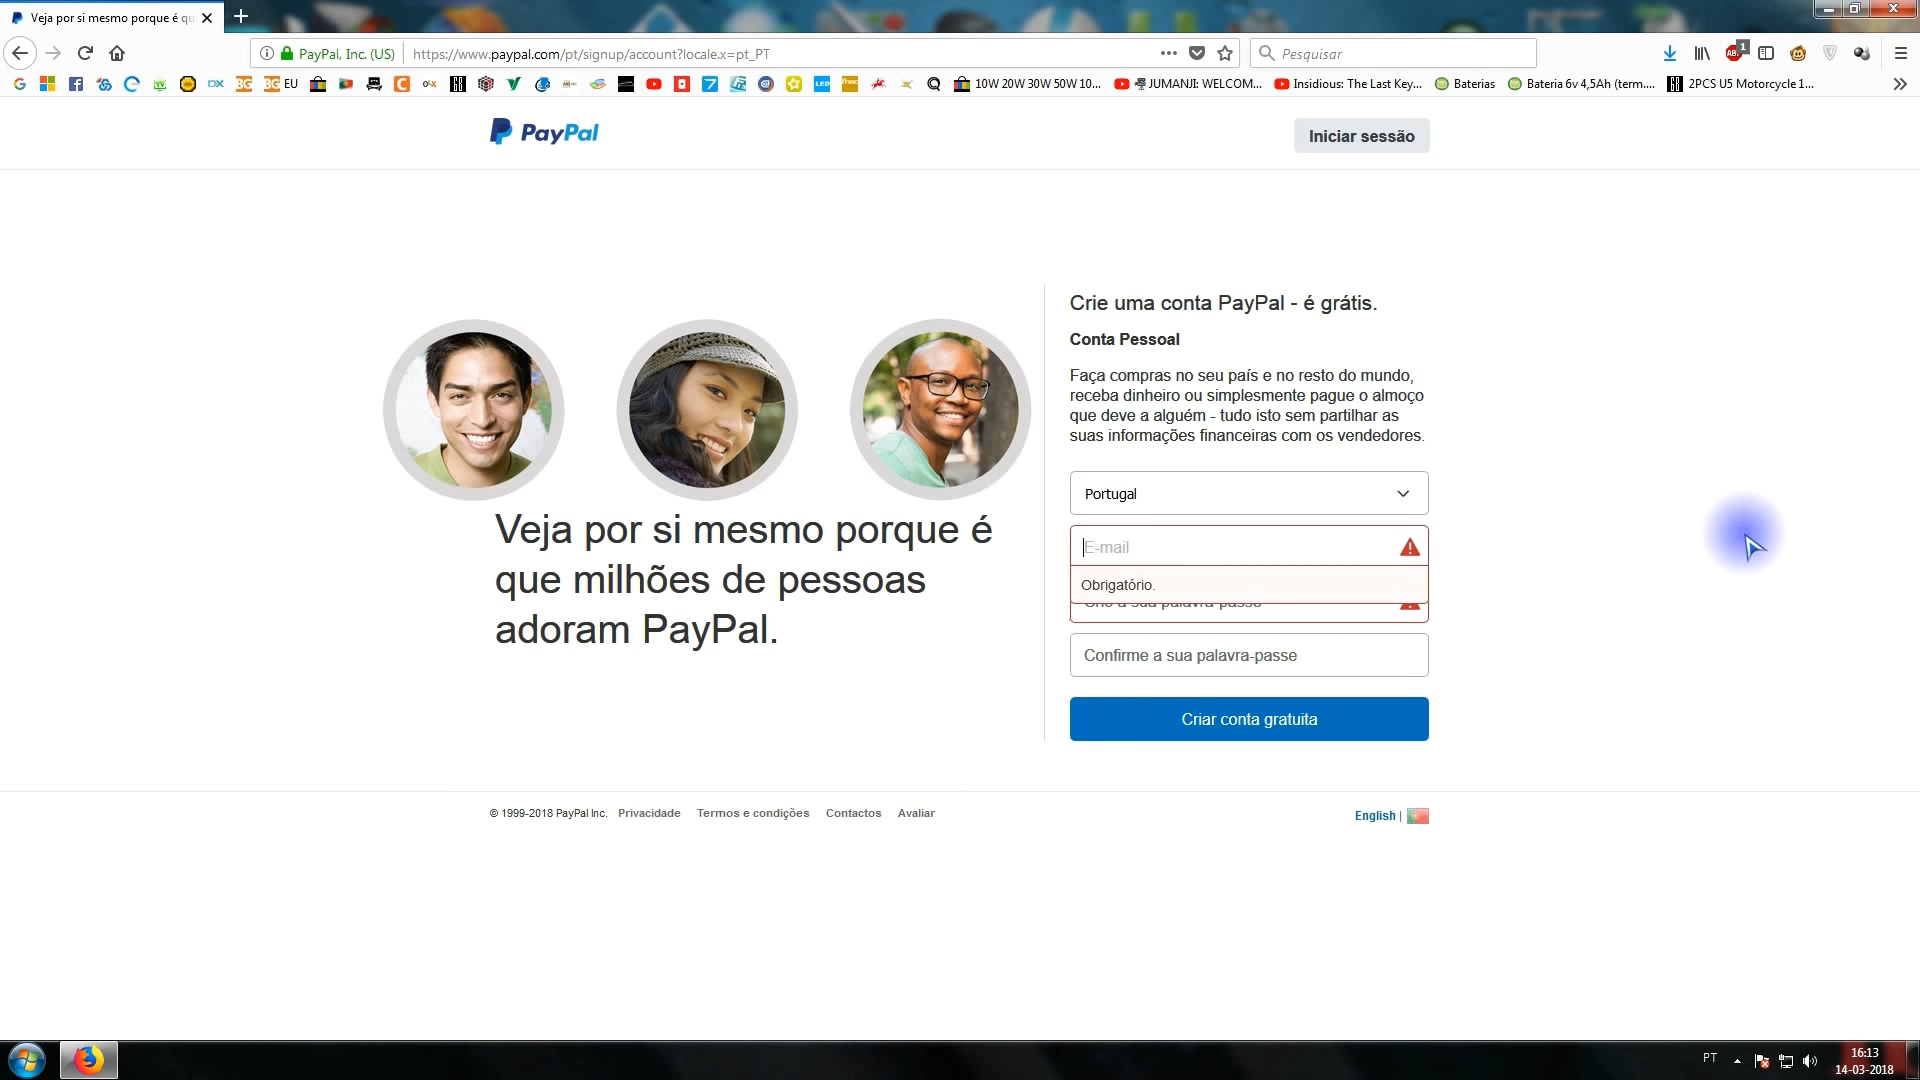 Veja por si mesmo porque é qu
PayPal, Inc. (US)
https://www.paypal.com/pt/signup/account?locale.x=pt_PT
Pesquisar
1
EU
10W 20W 30W 50W 10...
JUMANJI: WELCOM...
Insidious: The Last Key...
Baterias
Bateria 6v 4,5Ah (term....
2PCS U5 Motorcycle 1...
PayPal
Iniciar sessão
Veja por si mesmo porque é
que milhões de pessoas
adoram PayPal.
Crie uma conta PayPal - é grátis.
Conta Pessoal
Faça compras no seu país e no resto do mundo,
receba dinheiro ou simplesmente pague o almoço
que deve a alguém - tudo isto sem partilhar as
suas informações financeiras com os vendedores.
Portugal
E-mail
Obrigatório.
Crie a sua palavra-passe
Confirme a sua palavra-passe
Criar conta gratuita
© 1999-2018 PayPal Inc. Privacidade Termos e condições Contactos Avaliar
English |
PT
16:13
14-03-2018